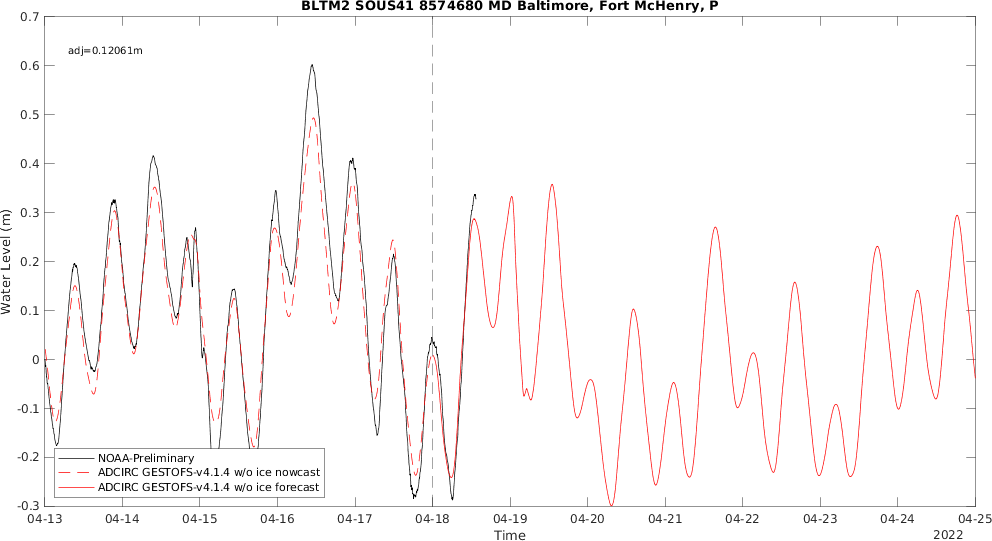 BLTM2 SOUS41 8574680 MD Baltimore, Fort McHenry, P
adj=0.12061m
0.7
0.6
0.5
0.4
0.3
0.2
0.1
0
-0.1
-0.2
-0.3
Water Level (m)
NOAA-Preliminary
ADCIRC GESTOFS-v4.1.4 w/o ice nowcast
ADCIRC GESTOFS-v4.1.4 w/o ice forecast
04-13 04-14 04-15 04-16 04-17 04-18 04-19 04-20 04-21 04-22 04-23 04-24 04-25
Time
2022